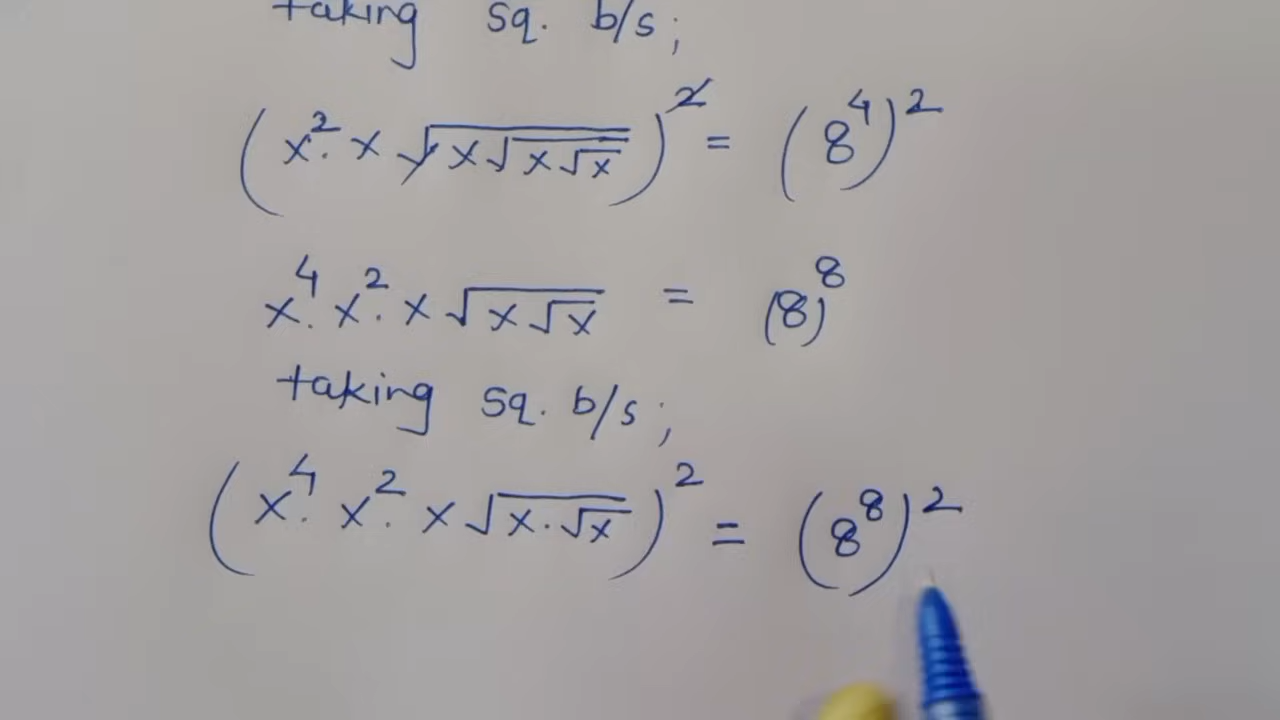 taking sq. b/s;
(x².x√(x√(x√x)))² = (8⁴)²
x⁴.x².x√(x√x) = (8)⁸
taking sq. b/s;
(x⁴.x².x√(x.√x))² = (8⁸)²